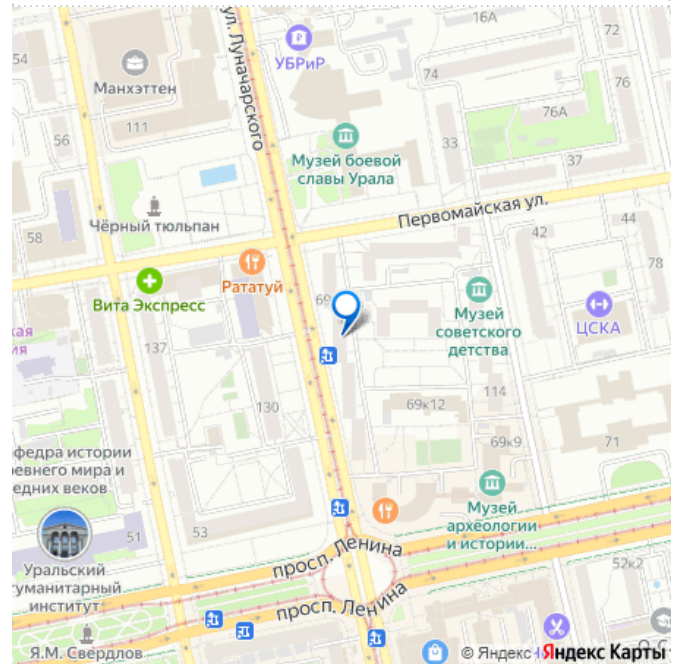 16А
54
УБРиР
72
Манхэттен
74
76
ул. Луначарского
76А
111
33
56
Музей боевой
славы Урала
37
Первомайская ул.
Чёрный тюльпан
44
42
58
78
Рататуй
Вита Экспресс
69
Музей
советского
детства
ЦСКА
кая
ия
137
114
130
69к12
69к9
71
федра истории
евнего мира и
едних веков
Музей
археологии
и истории...
53
51
просп. Ленина
Уральский
уманитарный
институт
52к2
просп. Ленина
Я.М. Свердлов
© Яндекс Яндекс Карты